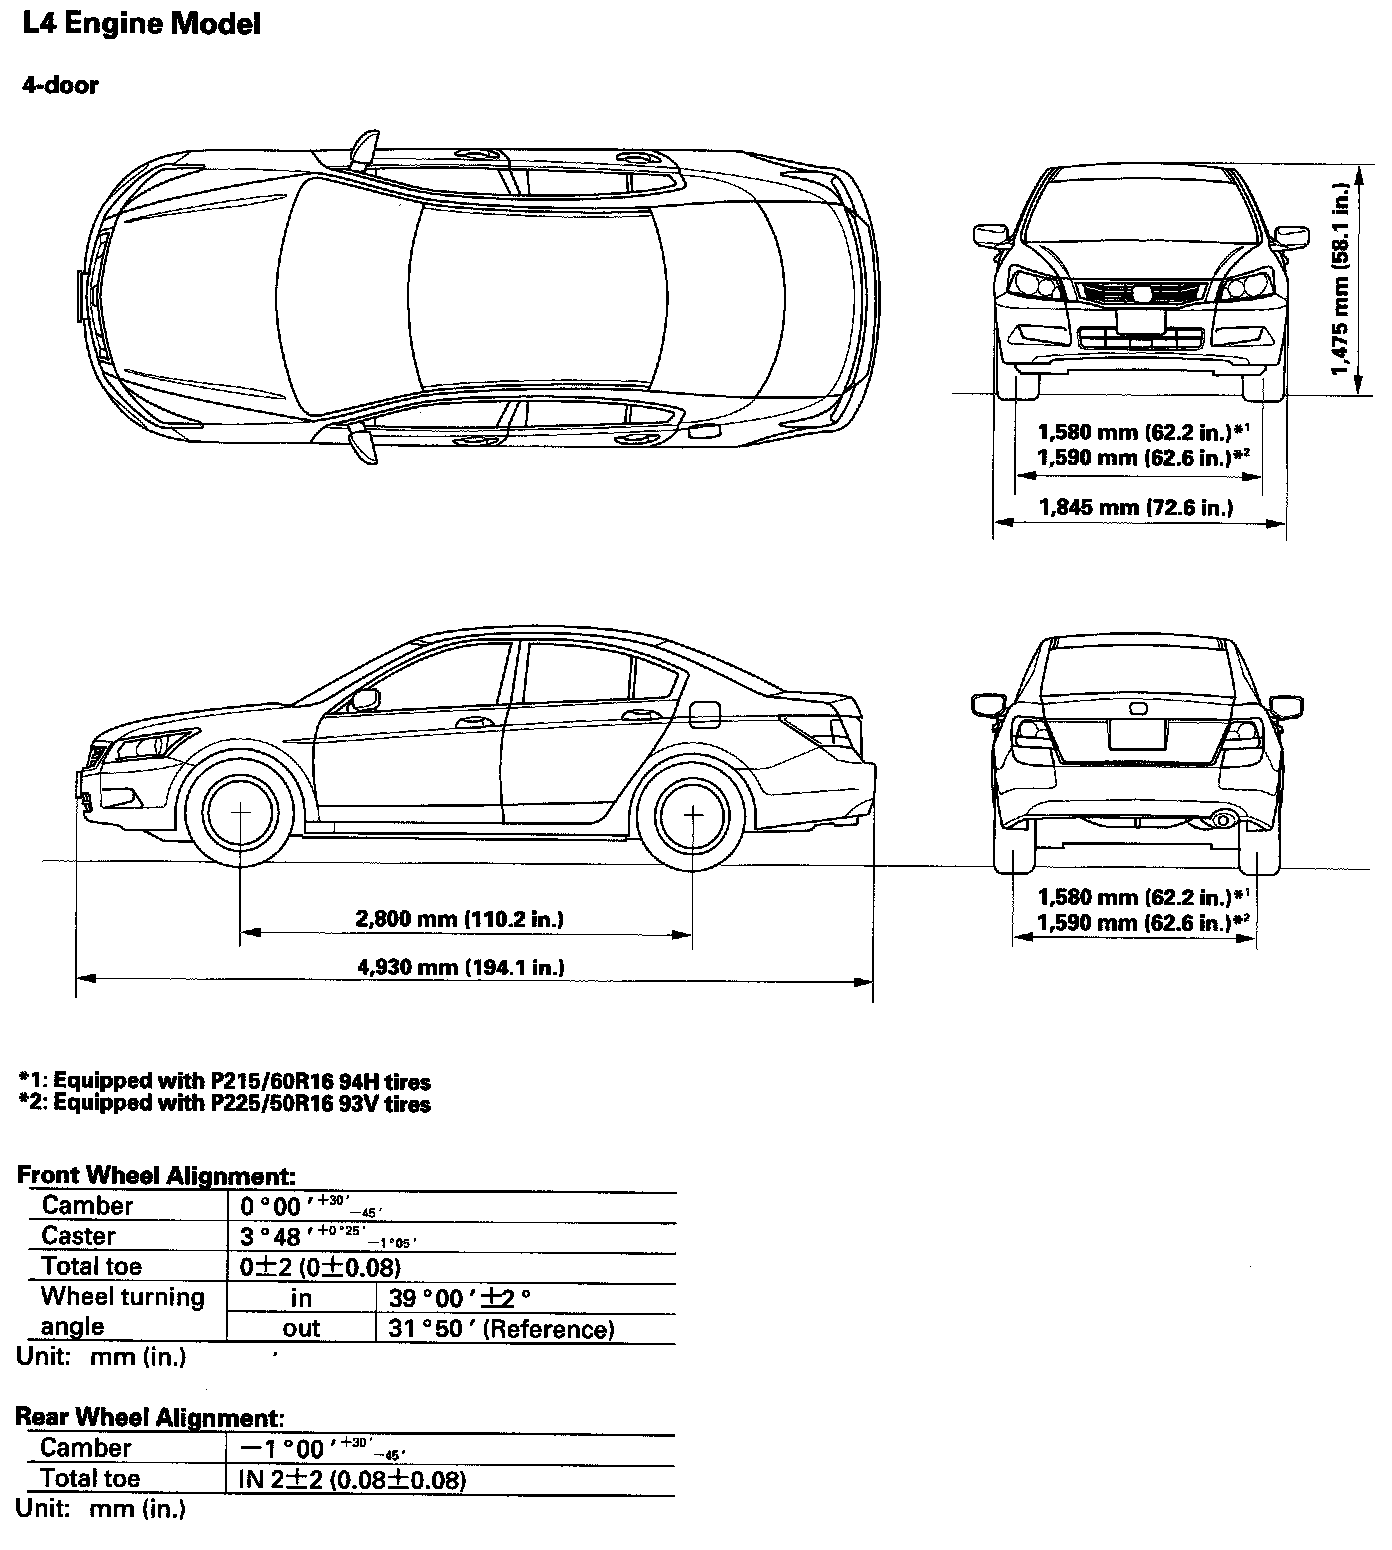 L4 Engine Model
4-door
1,475 mm (58.1 in.)
1,580 mm (62.2 in.)*1
1,590 mm (62.6 in.)*2
1,845 mm (72.6 in.)
2,800 mm (110.2 in.)
4,930 mm (194.1 in.)
1,580 mm (62.2 in.)*1
1,590 mm (62.6 in.)*2
*1: Equipped with P215/60R16 94H tires
*2: Equipped with P225/50R16 93V tires
Front Wheel Alignment:
Camber 0°00′ +30′ −45′
Caster 3°48′ +0°25′ −1°05′
Total toe 0±2 (0±0.08)
Wheel turning in 39°00′±2°
angle out 31°50′ (Reference)
Unit: mm (in.)
Rear Wheel Alignment:
Camber −1°00′ +30′ −45′
Total toe IN 2±2 (0.08±0.08)
Unit: mm (in.)